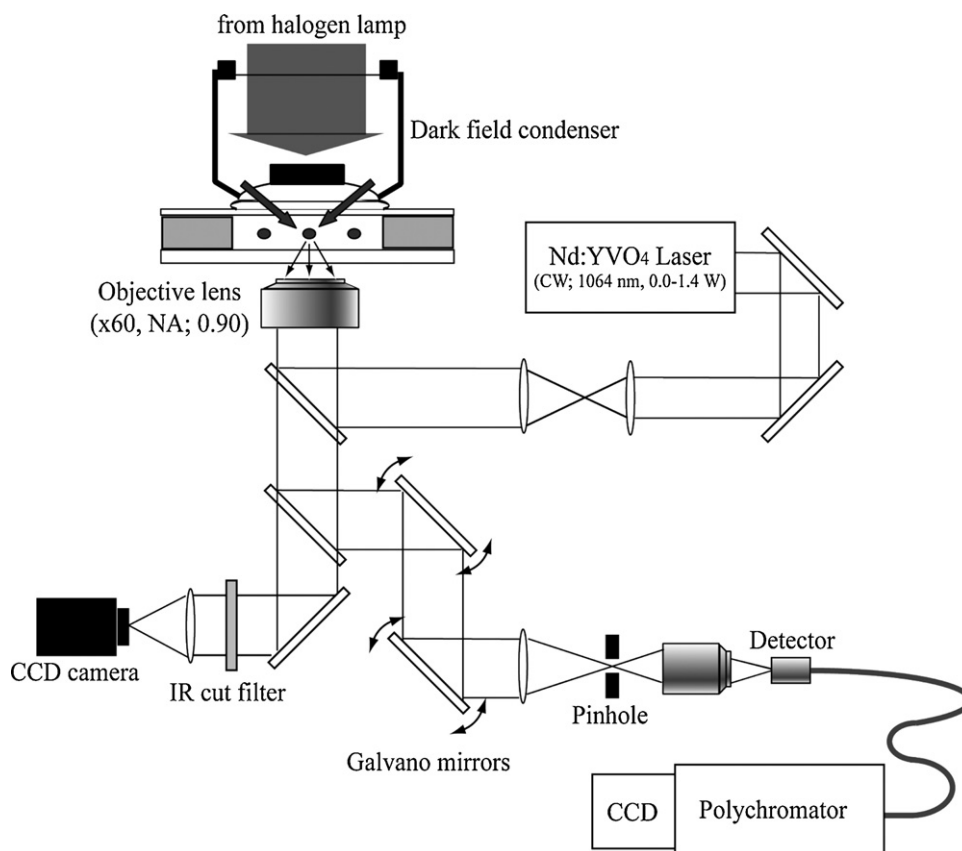 from halogen lamp
Dark field condenser
Nd:YVO₄ Laser
(CW; 1064 nm, 0.0-1.4 W)
Objective lens
(x60, NA; 0.90)
CCD camera
IR cut filter
Galvano mirrors
Pinhole
Detector
CCD
Polychromator